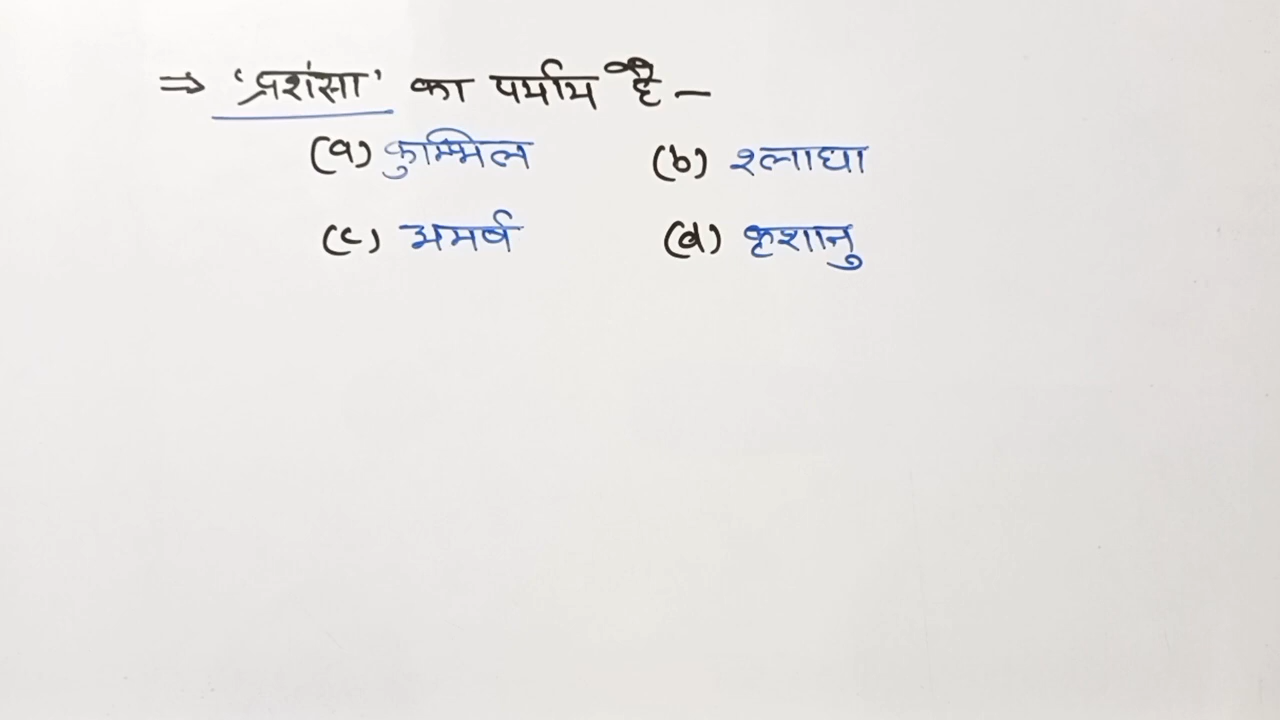 ⇒ 'प्रशंसा' का पर्याय है –
(a) कुम्मिल (b) श्लाघा
(c) अमर्ष (d) कृशानु